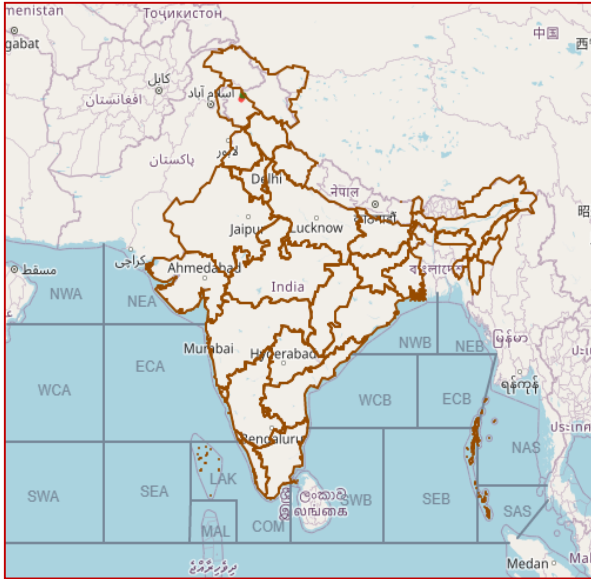 Тоҷикистон
menistan
gabat
中国
کابل
اسلام آباد
افغانستان
لاہور
پاکستان
Delhi
नेपाल
Jaipur
Lucknow
کراچی
مسقط
Ahmedabad
India
বাংলাদেশ
NWA
NEA
Mumbai
Hyderabad
NWB
NEB
ECA
WCA
WCB
ECB
Bengaluru
NAS
SWA
SEA
LAK
SWB
SEB
SAS
MAL
COM
ලංකාව
இலங்கை
ދިވެހިރާއްޖެ
Medan